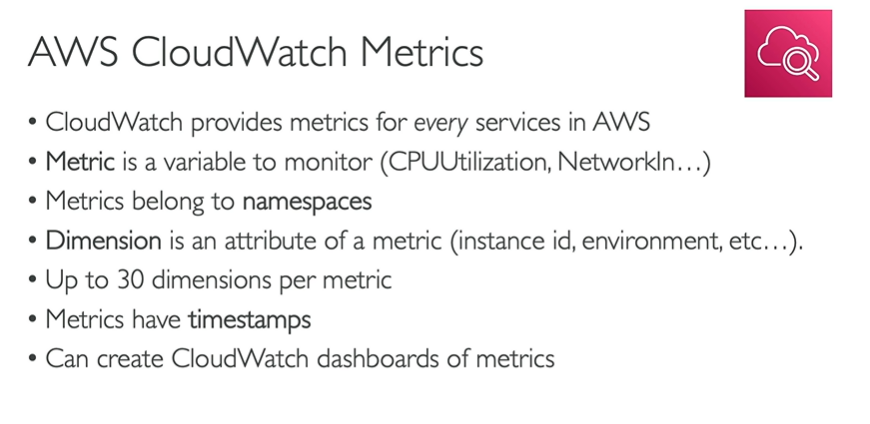 AWS CloudWatch Metrics
• CloudWatch provides metrics for every services in AWS
• Metric is a variable to monitor (CPUUtilization, NetworkIn…)
• Metrics belong to namespaces
• Dimension is an attribute of a metric (instance id, environment, etc…).
• Up to 30 dimensions per metric
• Metrics have timestamps
• Can create CloudWatch dashboards of metrics